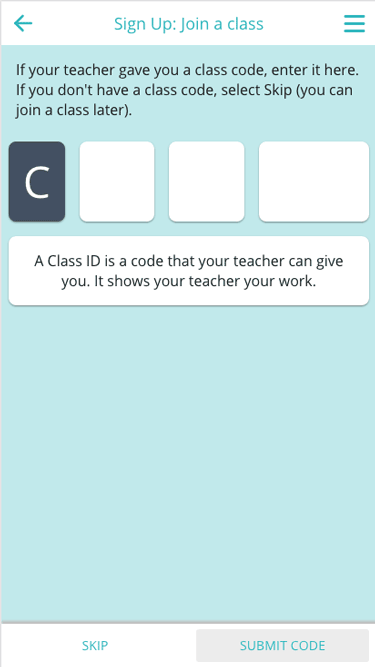 Sign Up: Join a class
If your teacher gave you a class code, enter it here.
If you don't have a class code, select Skip (you can
join a class later).
C
A Class ID is a code that your teacher can give
you. It shows your teacher your work.
SKIP
SUBMIT CODE